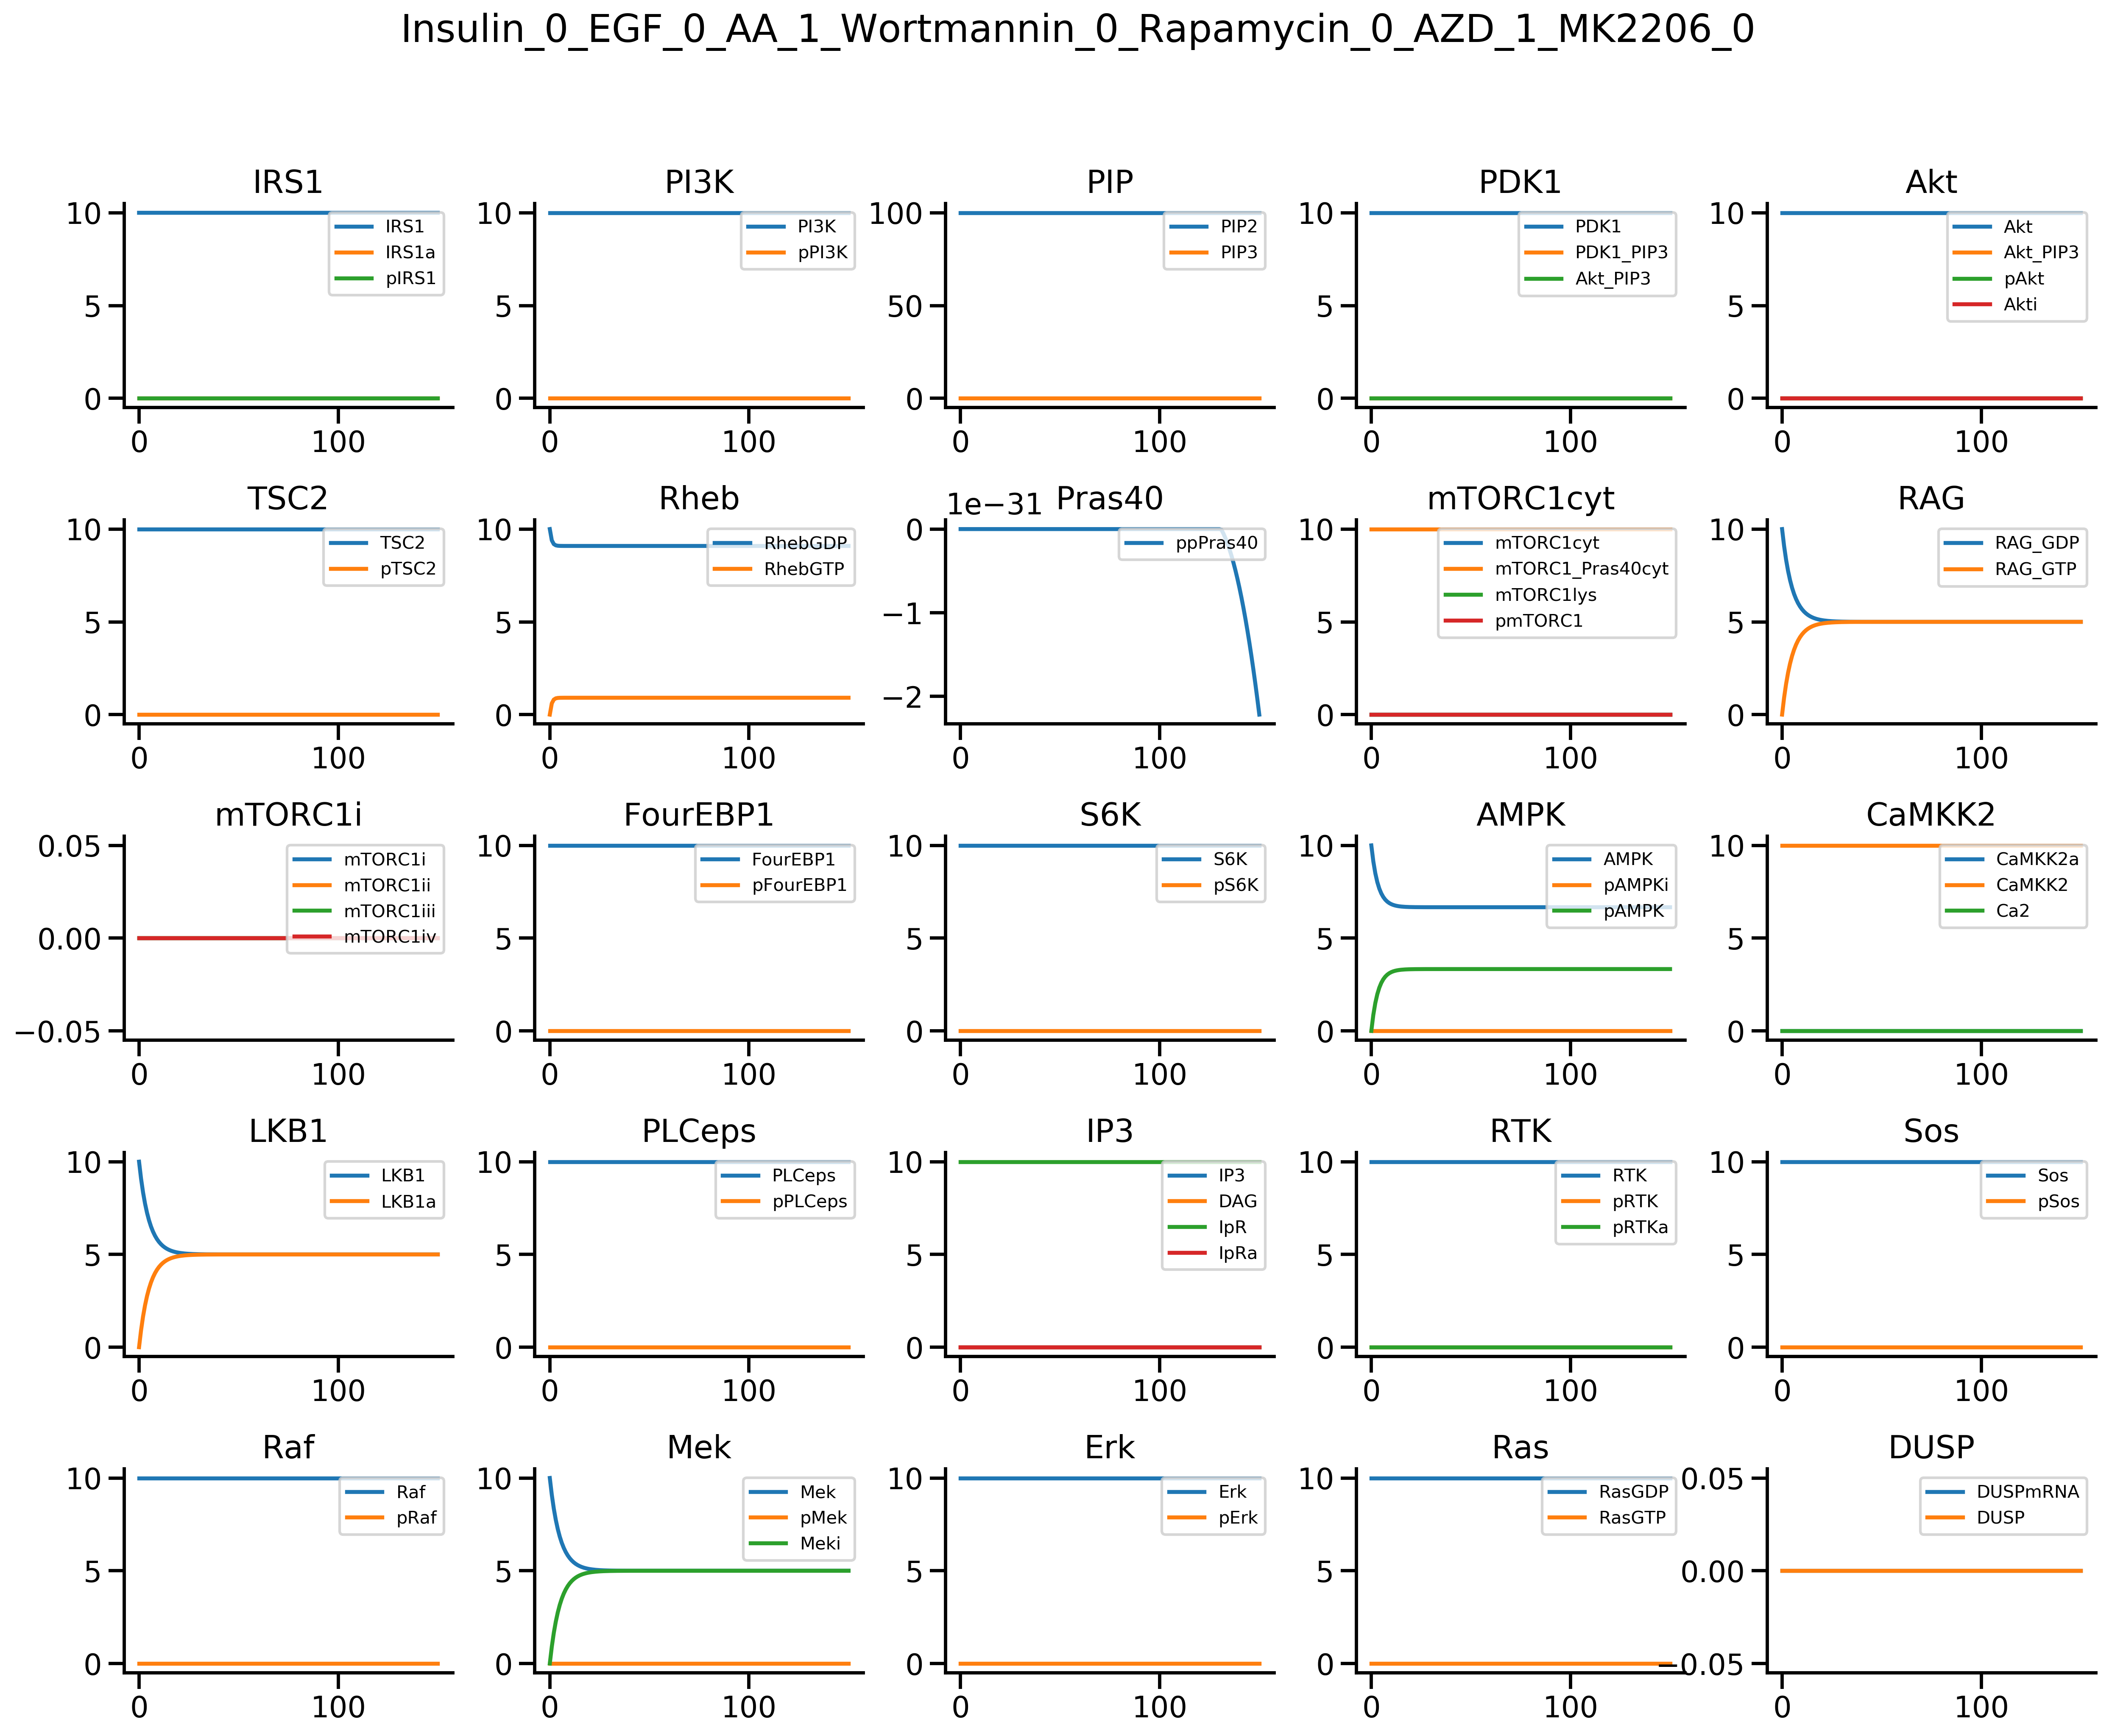 Insulin_0_EGF_0_AA_1_Wortmannin_0_Rapamycin_0_AZD_1_MK2206_0
IRS1
10
5
0
0
100
IRS1
IRS1a
pIRS1
PI3K
10
5
0
0
100
PI3K
pPI3K
PIP
100
50
0
0
100
PIP2
PIP3
PDK1
10
5
0
0
100
PDK1
PDK1_PIP3
Akt_PIP3
Akt
10
5
0
0
100
Akt
Akt_PIP3
pAkt
Akti
TSC2
10
5
0
0
100
TSC2
pTSC2
Rheb
10
5
0
0
100
RhebGDP
RhebGTP
1e−31
Pras40
0
−1
−2
0
100
ppPras40
mTORC1cyt
10
5
0
0
100
mTORC1cyt
mTORC1_Pras40cyt
mTORC1lys
pmTORC1
RAG
10
5
0
0
100
RAG_GDP
RAG_GTP
mTORC1i
0.05
0.00
−0.05
0
100
mTORC1i
mTORC1ii
mTORC1iii
mTORC1iv
FourEBP1
10
5
0
0
100
FourEBP1
pFourEBP1
S6K
10
5
0
0
100
S6K
pS6K
AMPK
10
5
0
0
100
AMPK
pAMPKi
pAMPK
CaMKK2
10
5
0
0
100
CaMKK2a
CaMKK2
Ca2
LKB1
10
5
0
0
100
LKB1
LKB1a
PLCeps
10
5
0
0
100
PLCeps
pPLCeps
IP3
10
5
0
0
100
IP3
DAG
IpR
IpRa
RTK
10
5
0
0
100
RTK
pRTK
pRTKa
Sos
10
5
0
0
100
Sos
pSos
Raf
10
5
0
0
100
Raf
pRaf
Mek
10
5
0
0
100
Mek
pMek
Meki
Erk
10
5
0
0
100
Erk
pErk
Ras
10
5
0
0
100
RasGDP
RasGTP
DUSP
0.05
0.00
−0.05
0
100
DUSPmRNA
DUSP